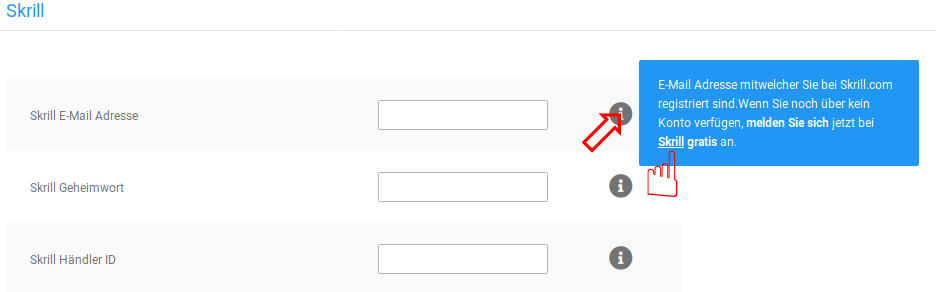 Skrill
E-Mail Adresse mitwelcher Sie bei Skrill.com
registriert sind.Wenn Sie noch über kein
Konto verfügen, melden Sie sich jetzt bei
Skrill gratis an.
Skrill E-Mail Adresse
Skrill Geheimwort
Skrill Händler ID